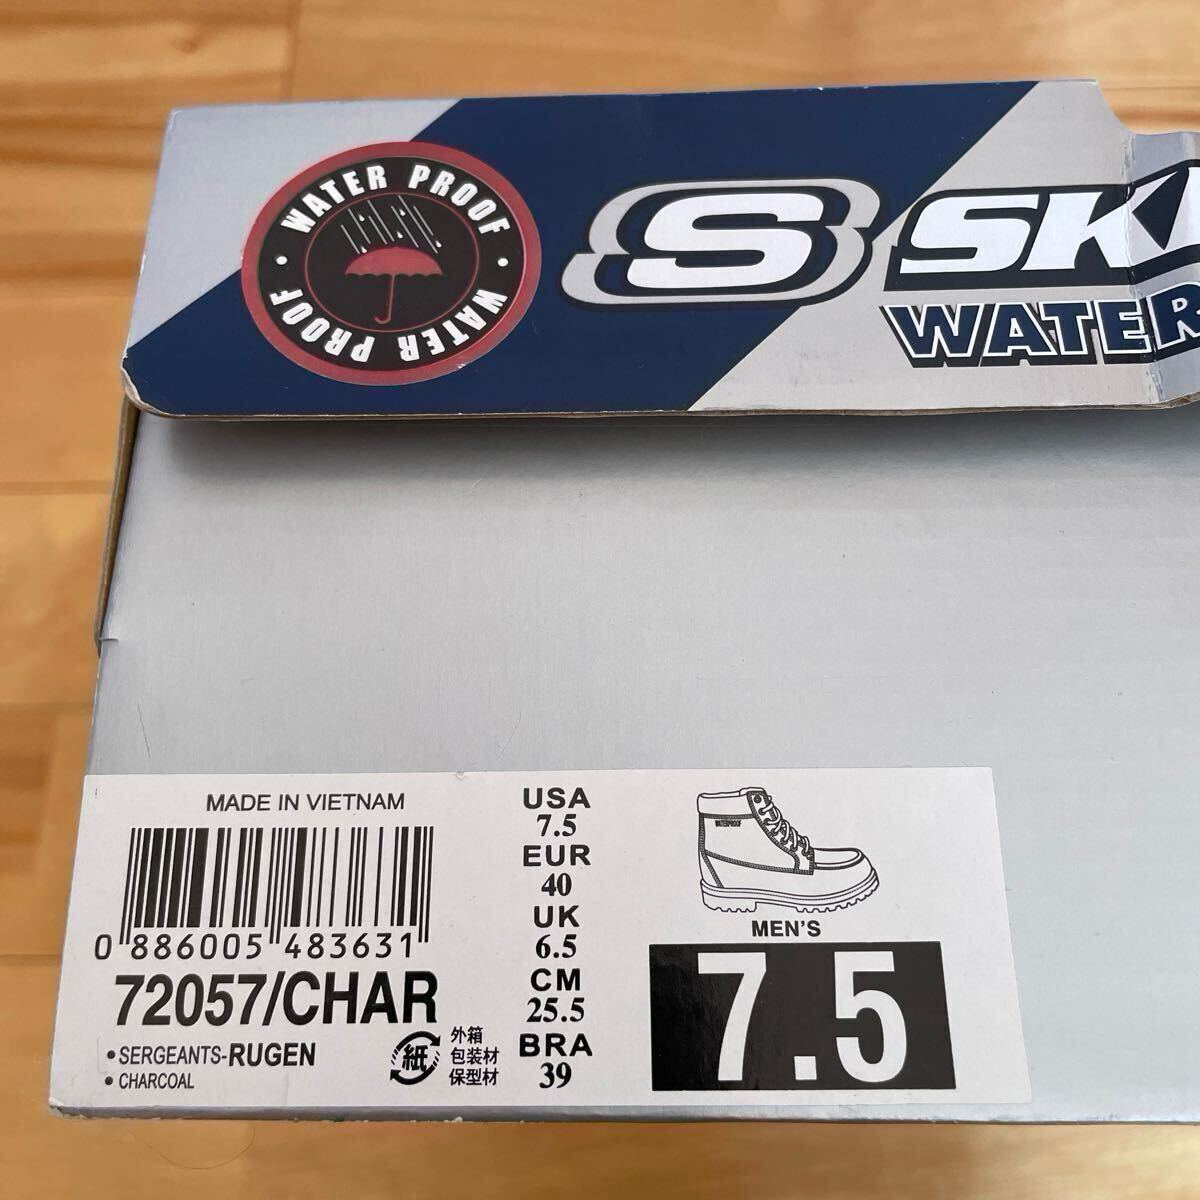 WATER PROOF • WATER PROOF •
S SK
WATER
MADE IN VIETNAM
0 886005 483631
72057/CHAR
• SERGEANTS-RUGEN
• CHARCOAL
紙
外箱
包装材
保型材
USA
7.5
EUR
40
UK
6.5
CM
25.5
BRA
39
WATERPROOF
MEN'S
7.5